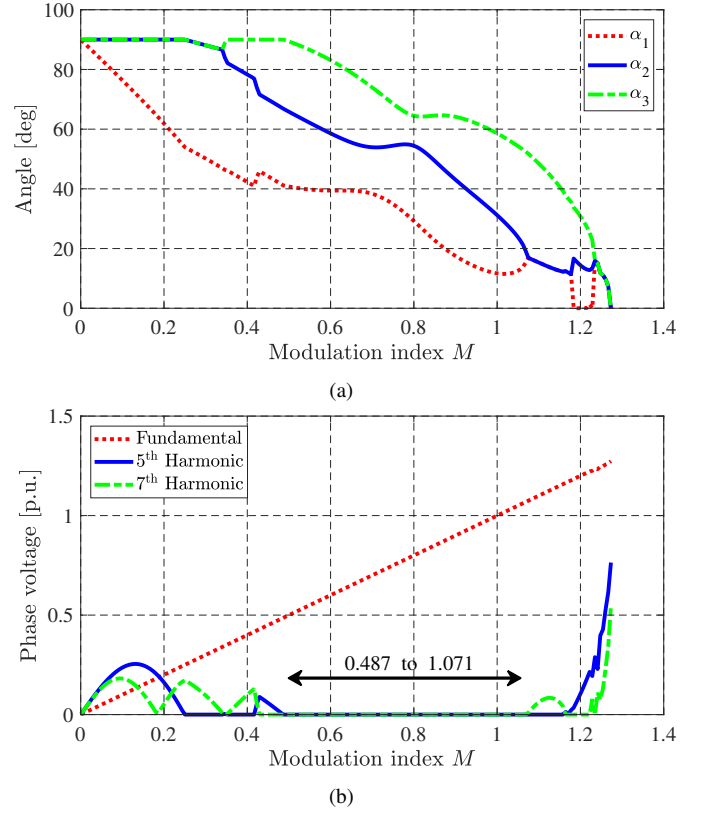 100
80
60
40
20
0
Angle [deg]
α1
α2
α3
0 0.2 0.4 0.6 0.8 1 1.2 1.4
Modulation index M
(a)
1.5
1
0.5
0
Phase voltage [p.u.]
Fundamental
5th Harmonic
7th Harmonic
0.487 to 1.071
0 0.2 0.4 0.6 0.8 1 1.2 1.4
Modulation index M
(b)